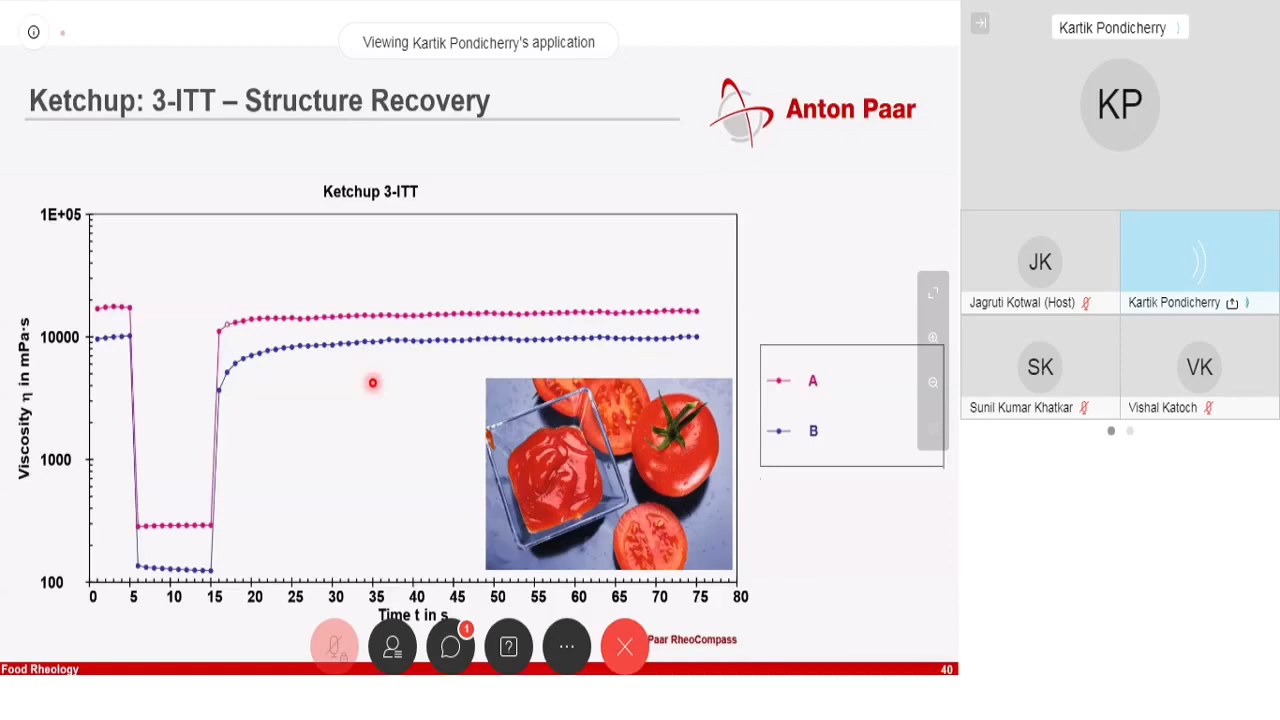 Viewing Kartik Pondicherry's application
Ketchup: 3-ITT – Structure Recovery
Anton Paar
Ketchup 3-ITT
1E+05
10000
1000
100
Viscosity η in mPa·s
0 5 10 15 20 25 30 35 40 45 50 55 60 65 70 75 80
Time t in s
A
B
1
?
Paar RheoCompass
Food Rheology
40
Kartik Pondicherry
KP
JK
Jagruti Kotwal (Host)
Kartik Pondicherry
SK
Sunil Kumar Khatkar
VK
Vishal Katoch